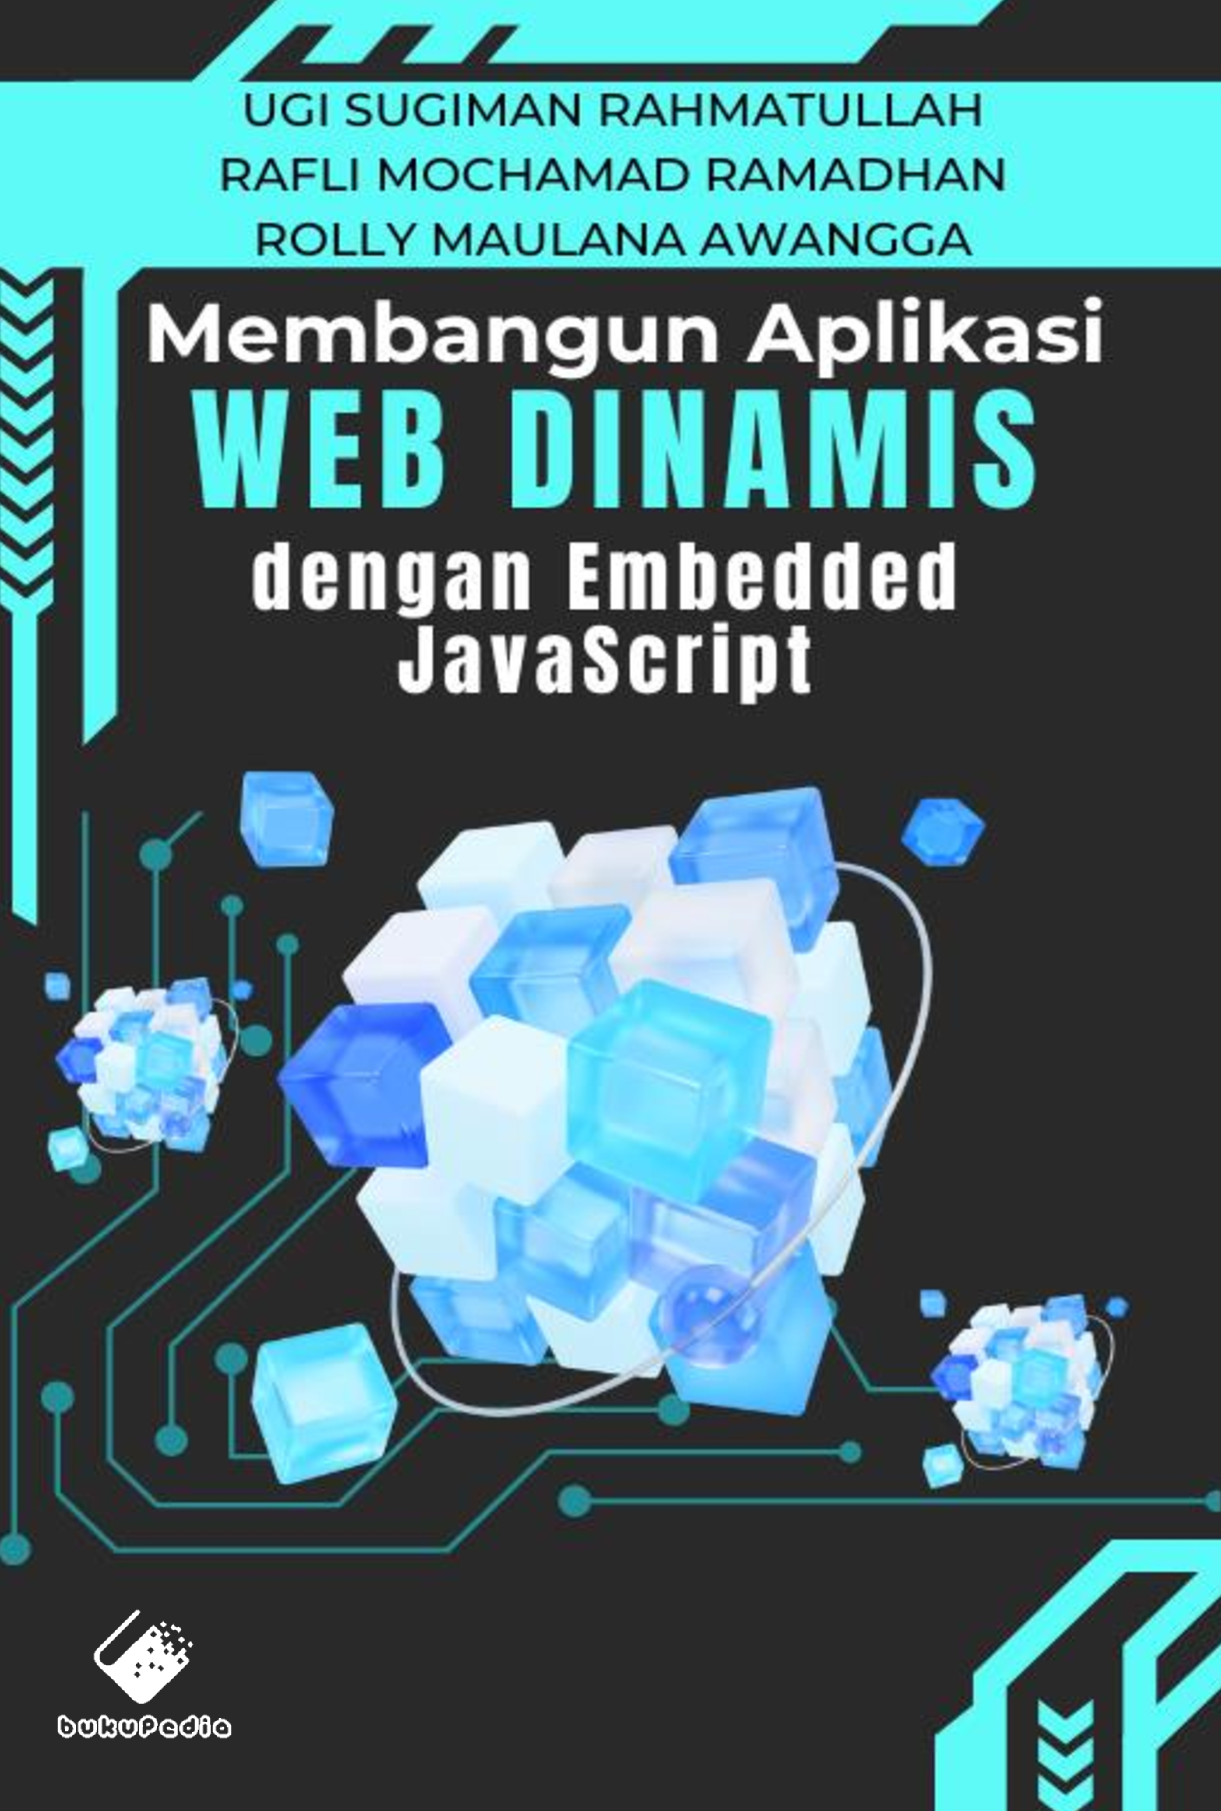 UGI SUGIMAN RAHMATULLAH
RAFLI MOCHAMAD RAMADHAN
ROLLY MAULANA AWANGGA
Membangun Aplikasi
WEB DINAMIS
dengan Embedded
JavaScript
bukuPedia